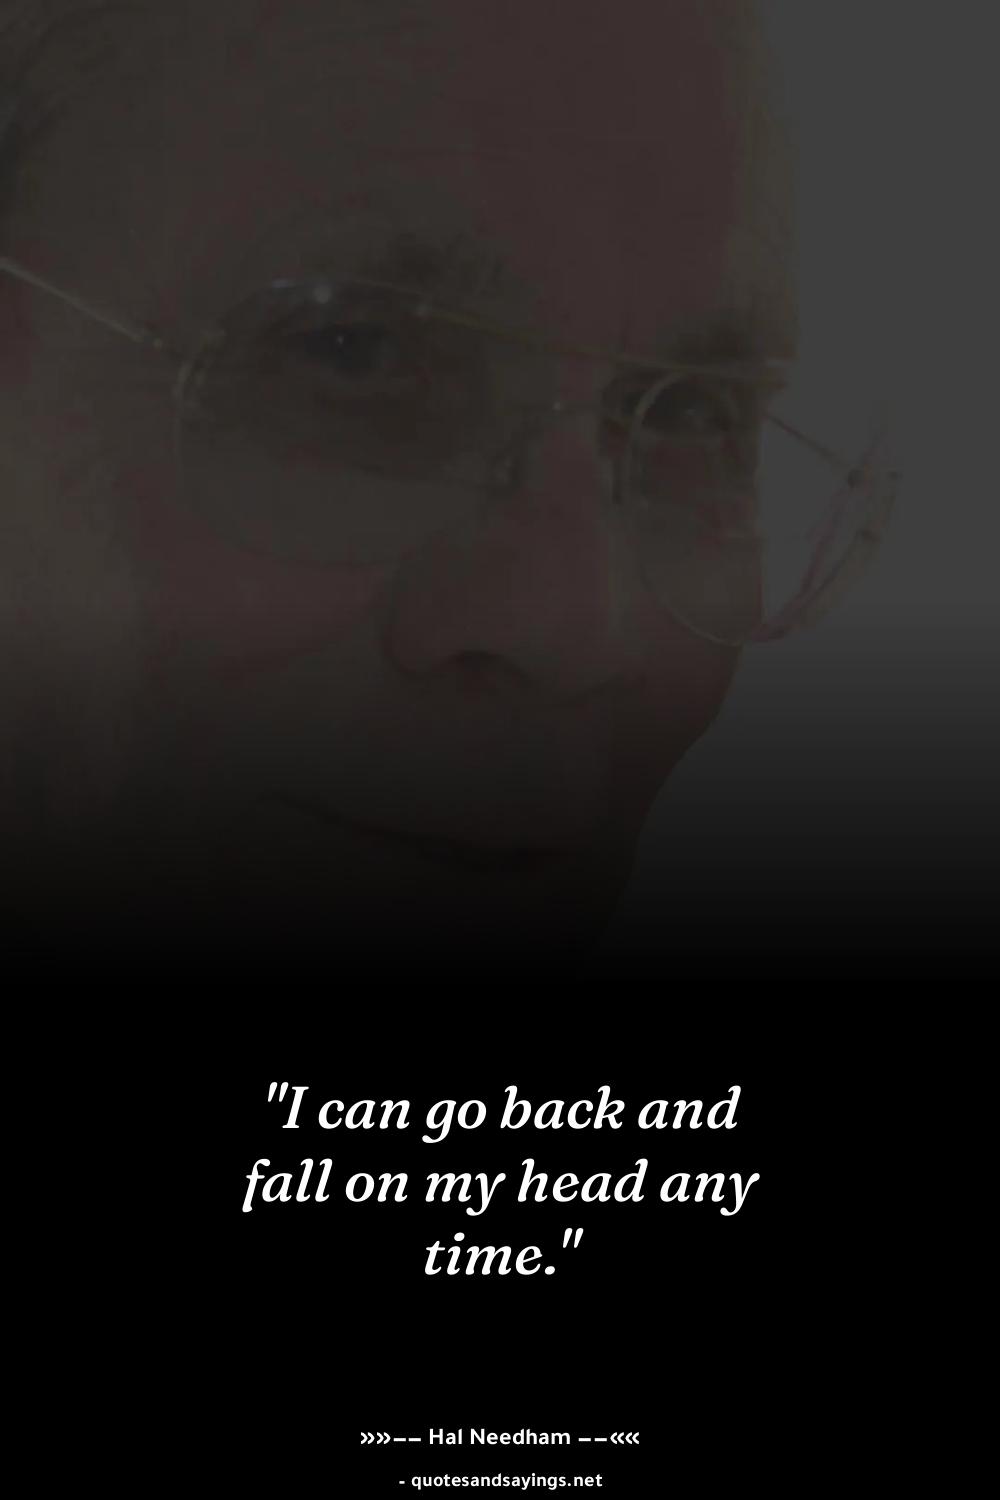 "I can go back and
fall on my head any
time."
»»−− Hal Needham −−««
- quotesandsayings.net